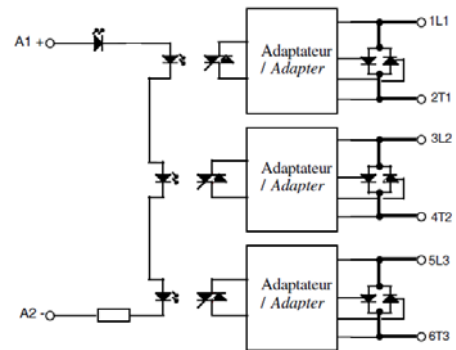 A1 +
Adaptateur
/ Adapter
1L1
2T1
Adaptateur
/ Adapter
3L2
4T2
A2 -
Adaptateur
/ Adapter
5L3
6T3